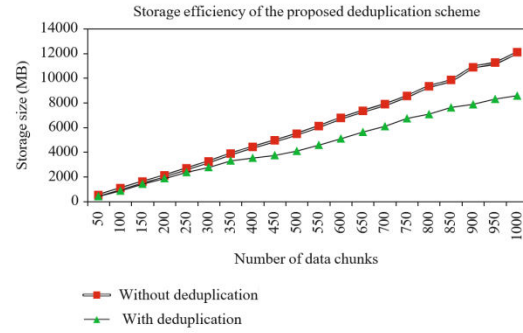 Storage efficiency of the proposed deduplication scheme
Storage size (MB)
14000
12000
10000
8000
6000
4000
2000
0
50 100 150 200 250 300 350 400 450 500 550 600 650 700 750 800 850 900 950 1000
Number of data chunks
Without deduplication
With deduplication